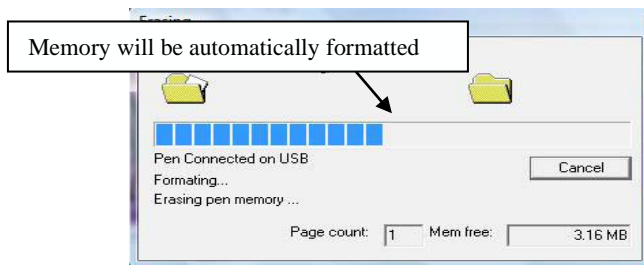 Erasing
Memory will be automatically formatted
Pen Connected on USB
Formating...
Cancel
Erasing pen memory ...
Page count: 1 Mem free: 3.16 MB